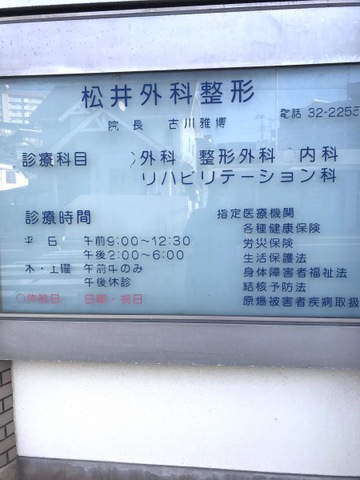 松井外科整形
院長 古川雅博
電話 32-2253
診療科目 外科 整形外科 内科
リハビリテーション科
診療時間
平日 午前9:00〜12:30
午後2:00〜6:00
木・土曜 午前中のみ
午後休診
○休診日 日曜・祝日
指定医療機関
各種健康保険
労災保険
生活保護法
身体障害者福祉法
結核予防法
原爆被害者疾病取扱